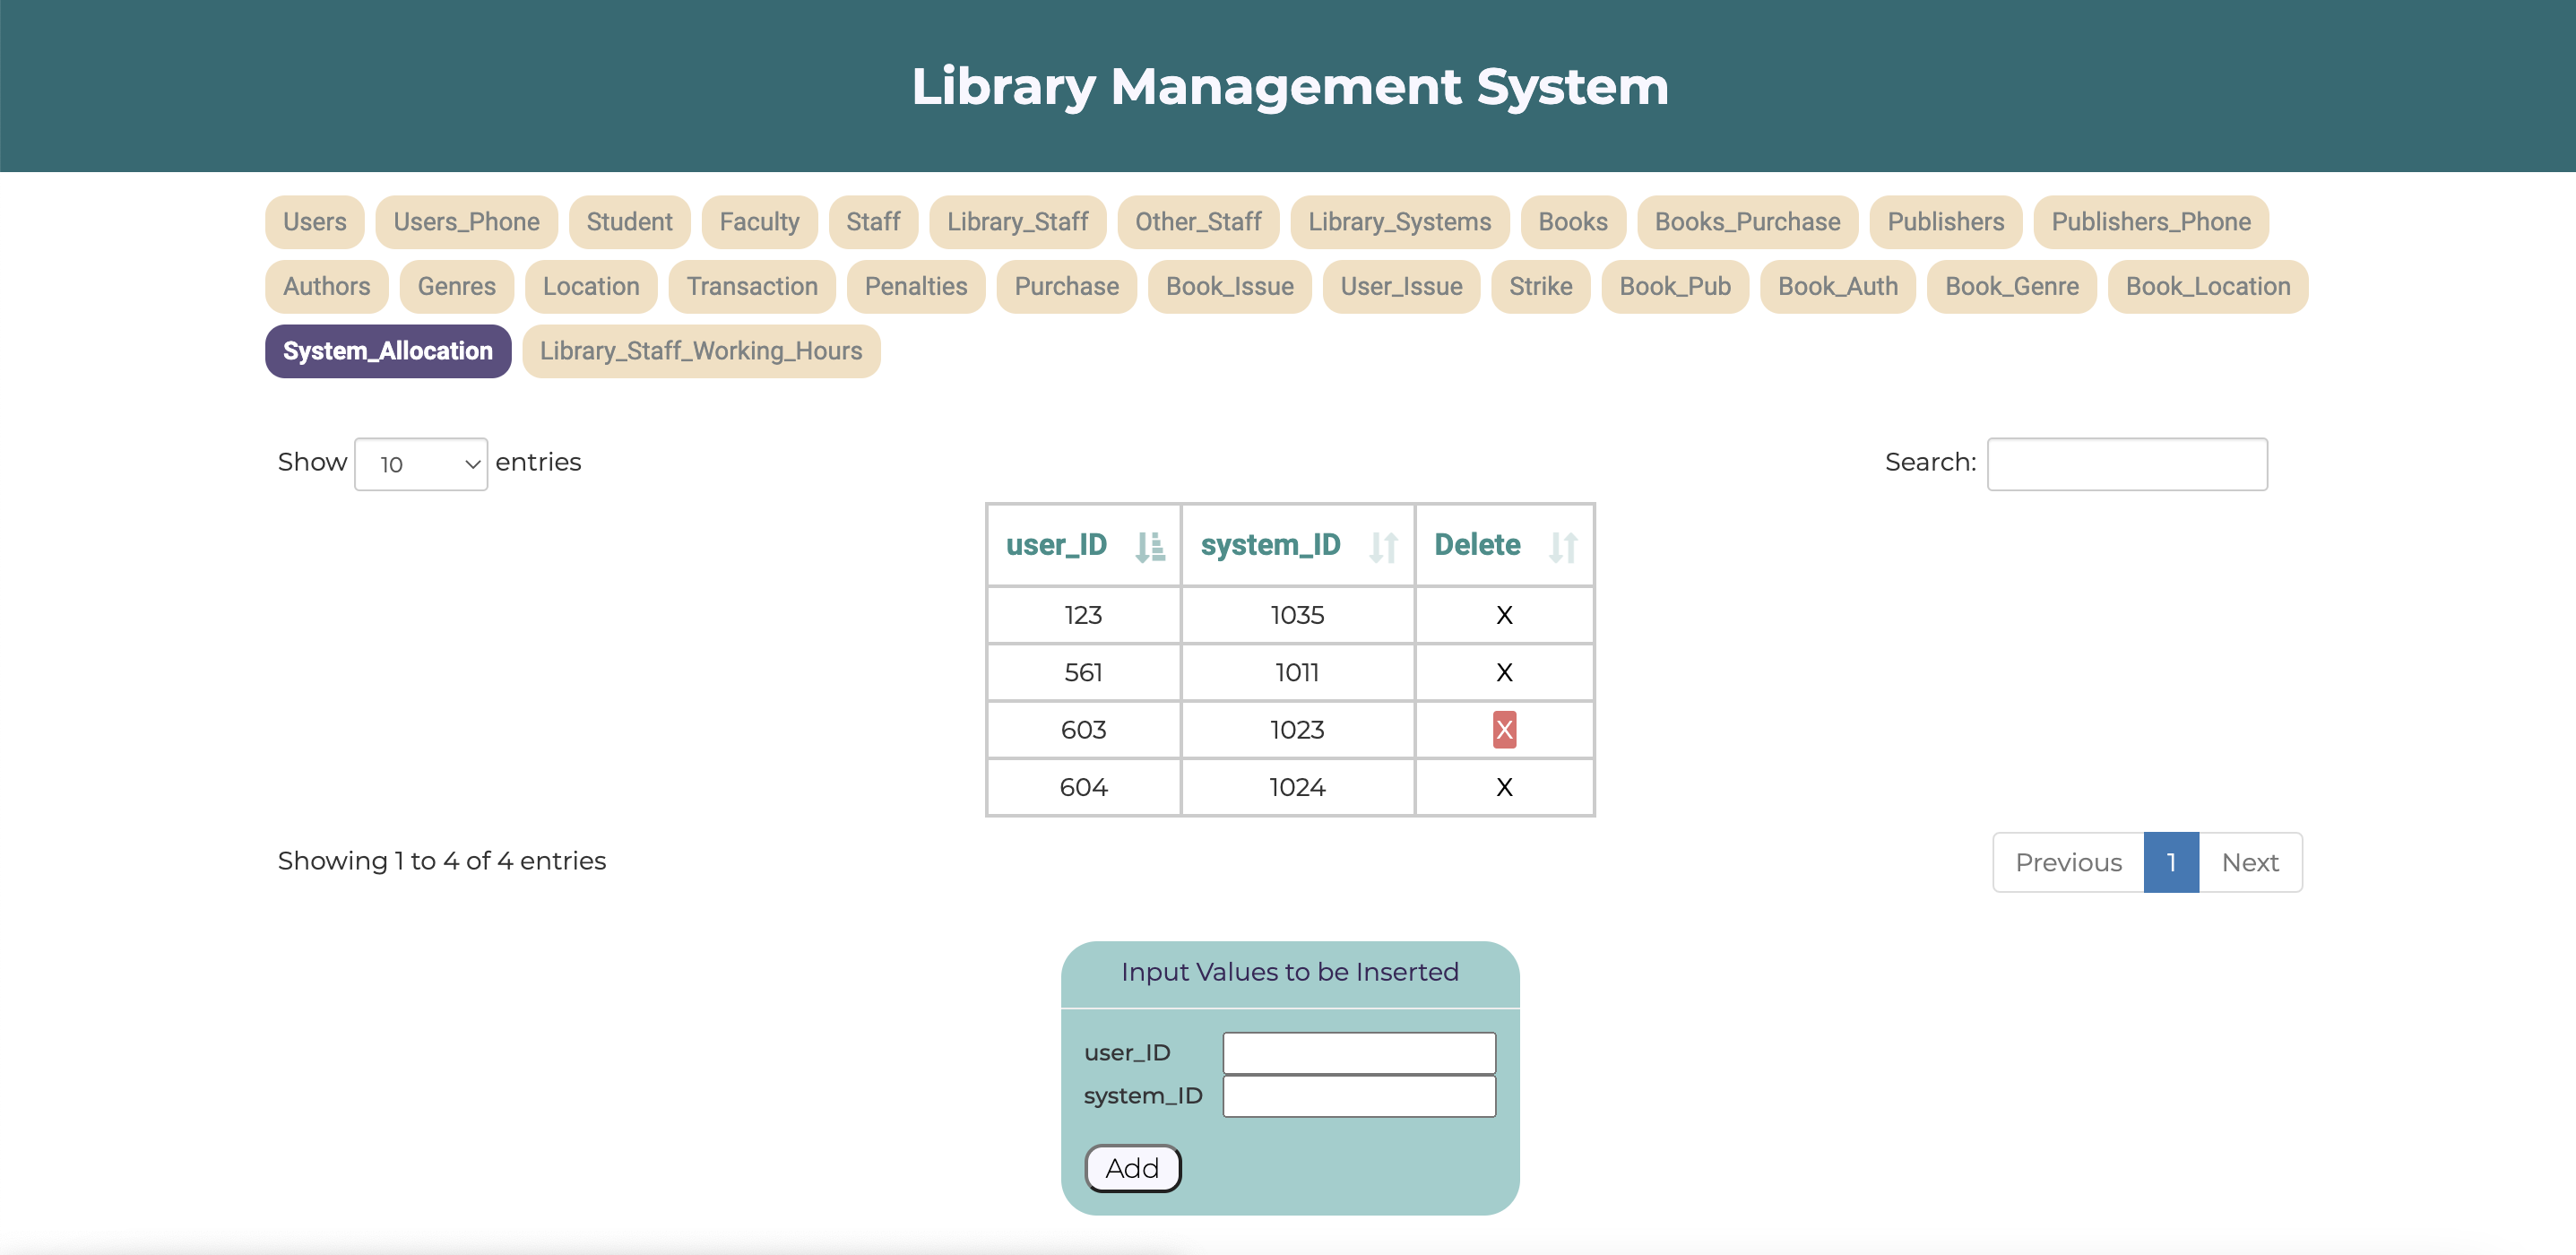 Library Management System
Users Users_Phone Student Faculty Staff Library_Staff Other_Staff Library_Systems Books Books_Purchase Publishers Publishers_Phone
Authors Genres Location Transaction Penalties Purchase Book_Issue User_Issue Strike Book_Pub Book_Auth Book_Genre Book_Location
System_Allocation Library_Staff_Working_Hours
Show 10 entries Search:
user_ID system_ID Delete
123 1035 X
561 1011 X
603 1023 X
604 1024 X
Showing 1 to 4 of 4 entries Previous 1 Next
Input Values to be Inserted
user_ID
system_ID
Add